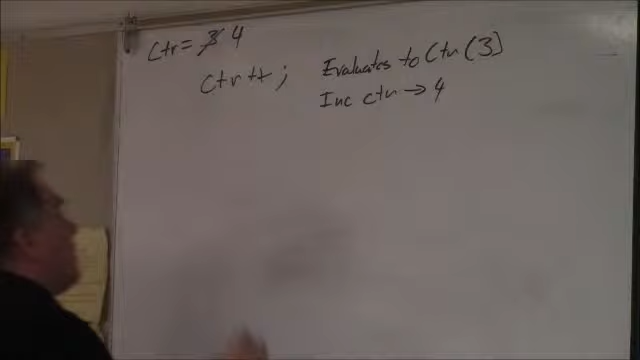 Ctr = 3 4
Ctr++; Evaluates to Ctr (3)
Inc ctr → 4